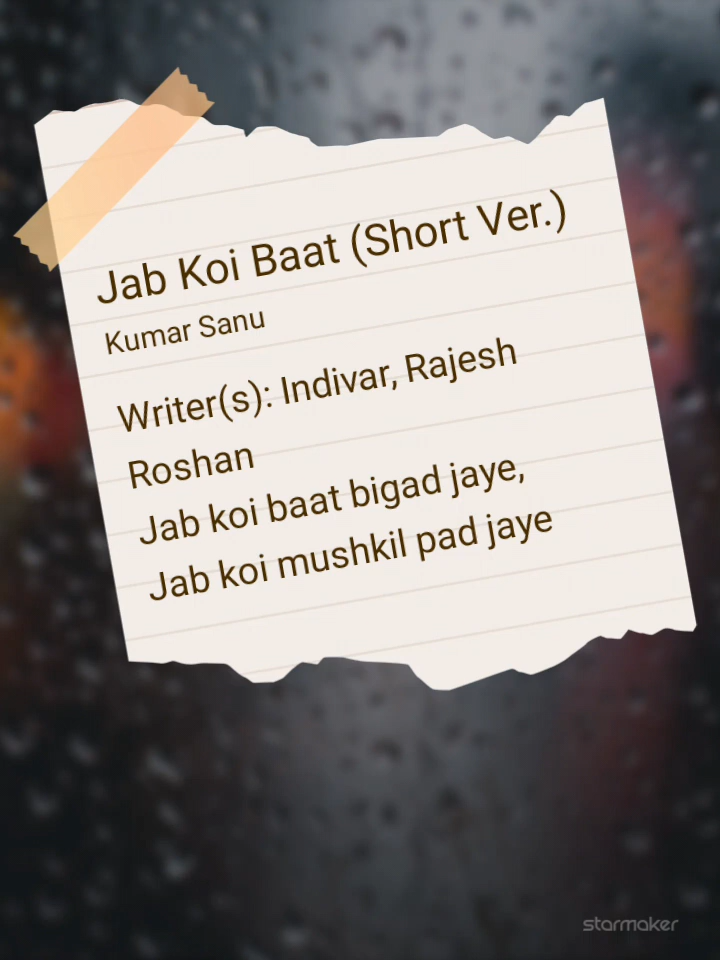 Jab Koi Baat (Short Ver.)
Kumar Sanu
Writer(s): Indivar, Rajesh
Roshan
Jab koi baat bigad jaye,
Jab koi mushkil pad jaye
starmaker